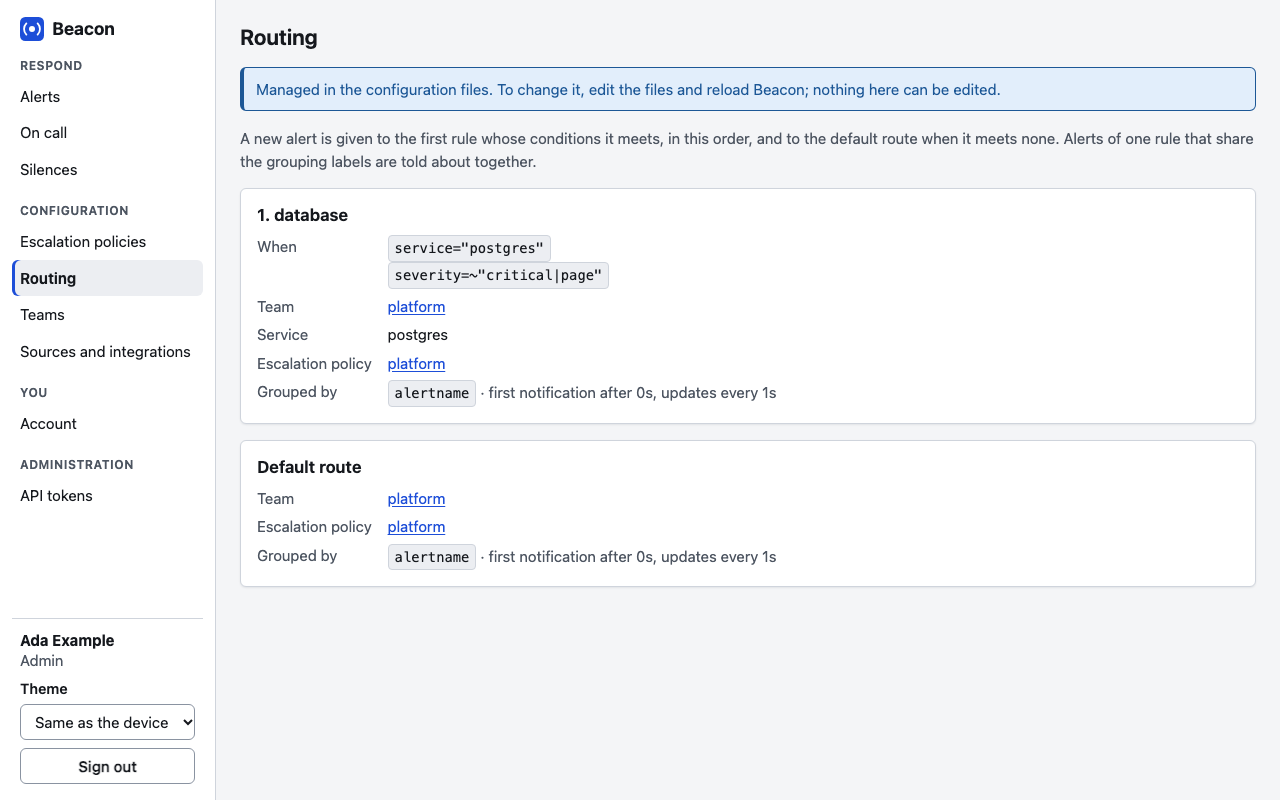 Beacon
RESPOND
Alerts
On call
Silences
CONFIGURATION
Escalation policies
Routing
Teams
Sources and integrations
YOU
Account
ADMINISTRATION
API tokens
Ada Example
Admin
Theme
Same as the device
Sign out
Routing
Managed in the configuration files. To change it, edit the files and reload Beacon; nothing here can be edited.
A new alert is given to the first rule whose conditions it meets, in this order, and to the default route when it meets none. Alerts of one rule that share
the grouping labels are told about together.
1. database
When service="postgres"
severity=~"critical|page"
Team platform
Service postgres
Escalation policy platform
Grouped by alertname · first notification after 0s, updates every 1s
Default route
Team platform
Escalation policy platform
Grouped by alertname · first notification after 0s, updates every 1s